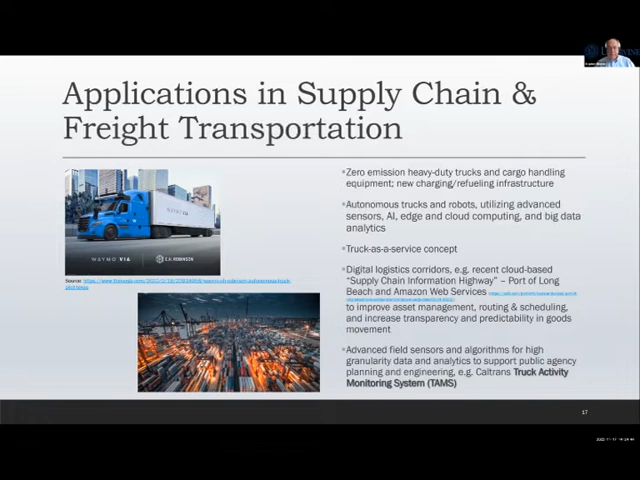 Applications in Supply Chain &
Freight Transportation
WAYMO VIA
C.H. ROBINSON
Source:
•Zero emission heavy-duty trucks and cargo handling
equipment; new charging/refueling infrastructure
•Autonomous trucks and robots, utilizing advanced
sensors, AI, edge and cloud computing, and big data
analytics
•Truck-as-a-service concept
•Digital logistics corridors, e.g. recent cloud-based
“Supply Chain Information Highway” – Port of Long
Beach and Amazon Web Services
to improve asset management, routing & scheduling,
and increase transparency and predictability in goods
movement
•Advanced field sensors and algorithms for high
granularity data and analytics to support public agency
planning and engineering, e.g. Caltrans Truck Activity
Monitoring System (TAMS)
17